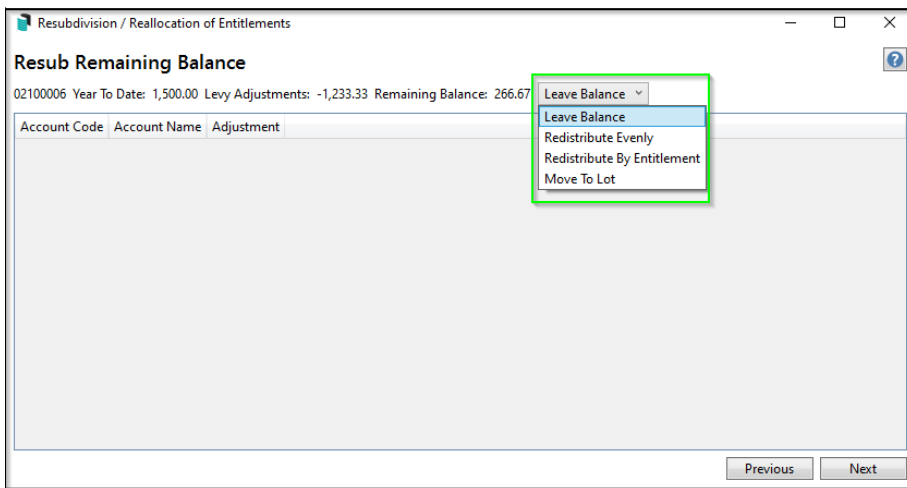 Resubdivision / Reallocation of Entitlements
Resub Remaining Balance
02100006 Year To Date: 1,500.00 Levy Adjustments: -1,233.33 Remaining Balance: 266.67 Leave Balance
Leave Balance
Redistribute Evenly
Redistribute By Entitlement
Move To Lot
Account Code Account Name Adjustment
Previous Next